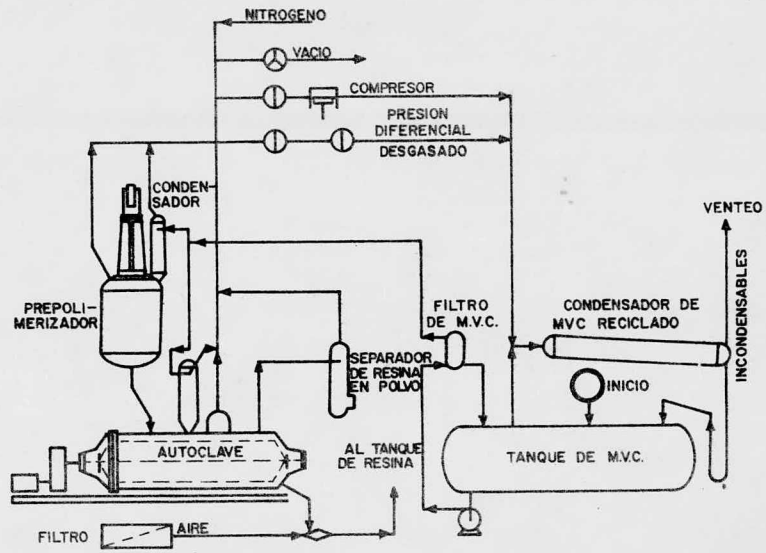 NITROGENO
VACIO
COMPRESOR
PRESION
DIFERENCIAL
DESGASADO
CONDEN-
SADOR
VENTEO
PREPOLI-
MERIZADOR
FILTRO
DE M.V.C.
CONDENSADOR DE
MVC RECICLADO
INCONDENSABLES
SEPARADOR
DE RESINA
EN POLVO
INICIO
AUTOCLAVE
AL TANQUE
DE RESINA
TANQUE DE M.V.C.
FILTRO
AIRE